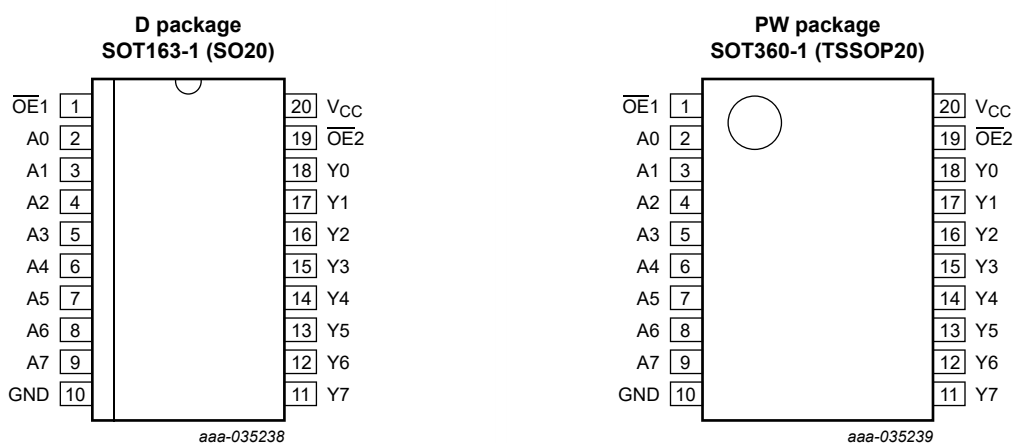 D package
SOT163-1 (SO20)
O̅E̅1 1 20 VCC
A0 2 19 O̅E̅2
A1 3 18 Y0
A2 4 17 Y1
A3 5 16 Y2
A4 6 15 Y3
A5 7 14 Y4
A6 8 13 Y5
A7 9 12 Y6
GND 10 11 Y7
aaa-035238
PW package
SOT360-1 (TSSOP20)
O̅E̅1 1 20 VCC
A0 2 19 O̅E̅2
A1 3 18 Y0
A2 4 17 Y1
A3 5 16 Y2
A4 6 15 Y3
A5 7 14 Y4
A6 8 13 Y5
A7 9 12 Y6
GND 10 11 Y7
aaa-035239